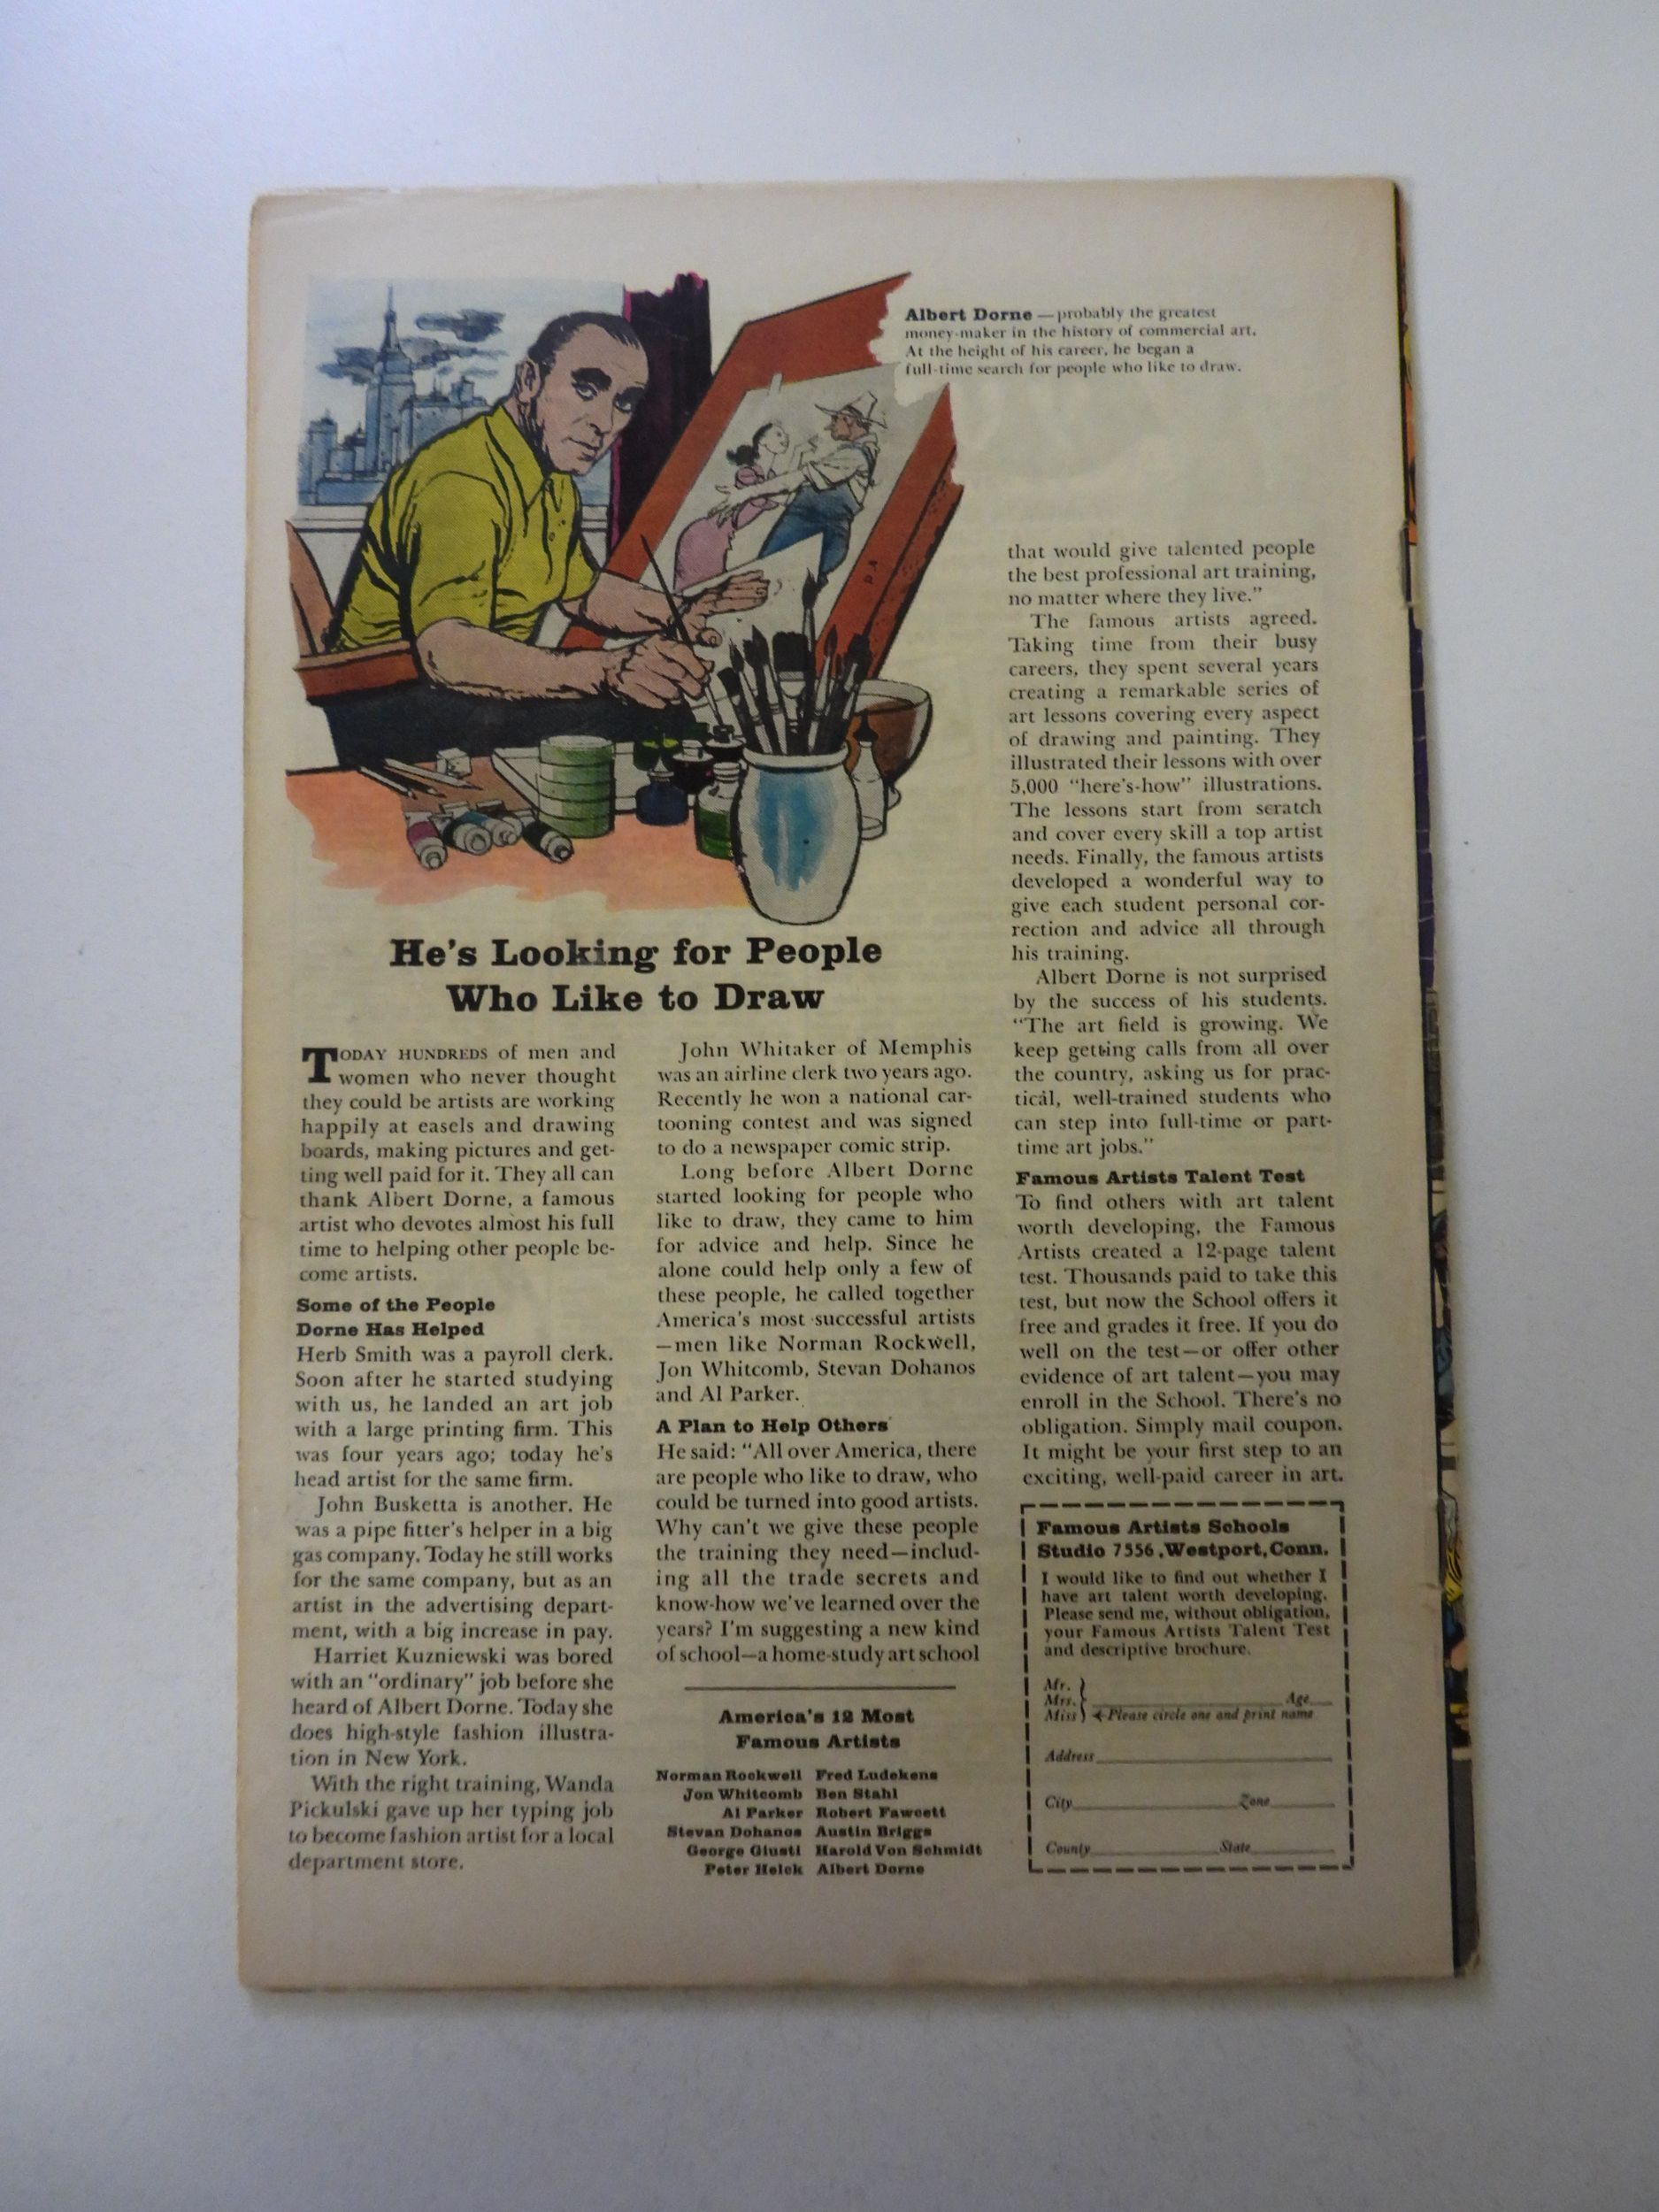 Albert Dorne — probably the greatest
money-maker in the history of commercial art.
At the height of his career, he began a
full-time search for people who like to draw.
He's Looking for People
Who Like to Draw
TODAY HUNDREDS of men and
women who never thought
they could be artists are working
happily at easels and drawing
boards, making pictures and get-
ting well paid for it. They all can
thank Albert Dorne, a famous
artist who devotes almost his full
time to helping other people be-
come artists.
Some of the People
Dorne Has Helped
Herb Smith was a payroll clerk.
Soon after he started studying
with us, he landed an art job
with a large printing firm. This
was four years ago; today he's
head artist for the same firm.
John Busketta is another. He
was a pipe fitter's helper in a big
gas company. Today he still works
for the same company, but as an
artist in the advertising depart-
ment, with a big increase in pay.
Harriet Kuzniewski was bored
with an "ordinary" job before she
heard of Albert Dorne. Today she
does high-style fashion illustra-
tion in New York.
With the right training, Wanda
Pickulski gave up her typing job
to become fashion artist for a local
department store.
John Whitaker of Memphis
was an airline clerk two years ago.
Recently he won a national car-
tooning contest and was signed
to do a newspaper comic strip.
Long before Albert Dorne
started looking for people who
like to draw, they came to him
for advice and help. Since he
alone could help only a few of
these people, he called together
America's most successful artists
—men like Norman Rockwell,
Jon Whitcomb, Stevan Dohanos
and Al Parker.
A Plan to Help Others
He said: "All over America, there
are people who like to draw, who
could be turned into good artists.
Why can't we give these people
the training they need—includ-
ing all the trade secrets and
know-how we've learned over the
years? I'm suggesting a new kind
of school—a home-study art school
America's 12 Most
Famous Artists
Norman Rockwell Fred Ludekens
Jon Whitcomb Ben Stahl
Al Parker Robert Fawcett
Stevan Dohanos Austin Briggs
George Giusti Harold Von Schmidt
Peter Helck Albert Dorne
that would give talented people
the best professional art training,
no matter where they live."
The famous artists agreed.
Taking time from their busy
careers, they spent several years
creating a remarkable series of
art lessons covering every aspect
of drawing and painting. They
illustrated their lessons with over
5,000 "here's-how" illustrations.
The lessons start from scratch
and cover every skill a top artist
needs. Finally, the famous artists
developed a wonderful way to
give each student personal cor-
rection and advice all through
his training.
Albert Dorne is not surprised
by the success of his students.
"The art field is growing. We
keep getting calls from all over
the country, asking us for prac-
tical, well-trained students who
can step into full-time or part-
time art jobs."
Famous Artists Talent Test
To find others with art talent
worth developing, the Famous
Artists created a 12-page talent
test. Thousands paid to take this
test, but now the School offers it
free and grades it free. If you do
well on the test—or offer other
evidence of art talent—you may
enroll in the School. There's no
obligation. Simply mail coupon.
It might be your first step to an
exciting, well-paid career in art.
Famous Artists Schools
Studio 7556, Westport, Conn.
I would like to find out whether I
have art talent worth developing.
Please send me, without obligation,
your Famous Artists Talent Test
and descriptive brochure.
Mr.
Mrs. Age
Miss Please circle one and print name
Address
City Zone
County State